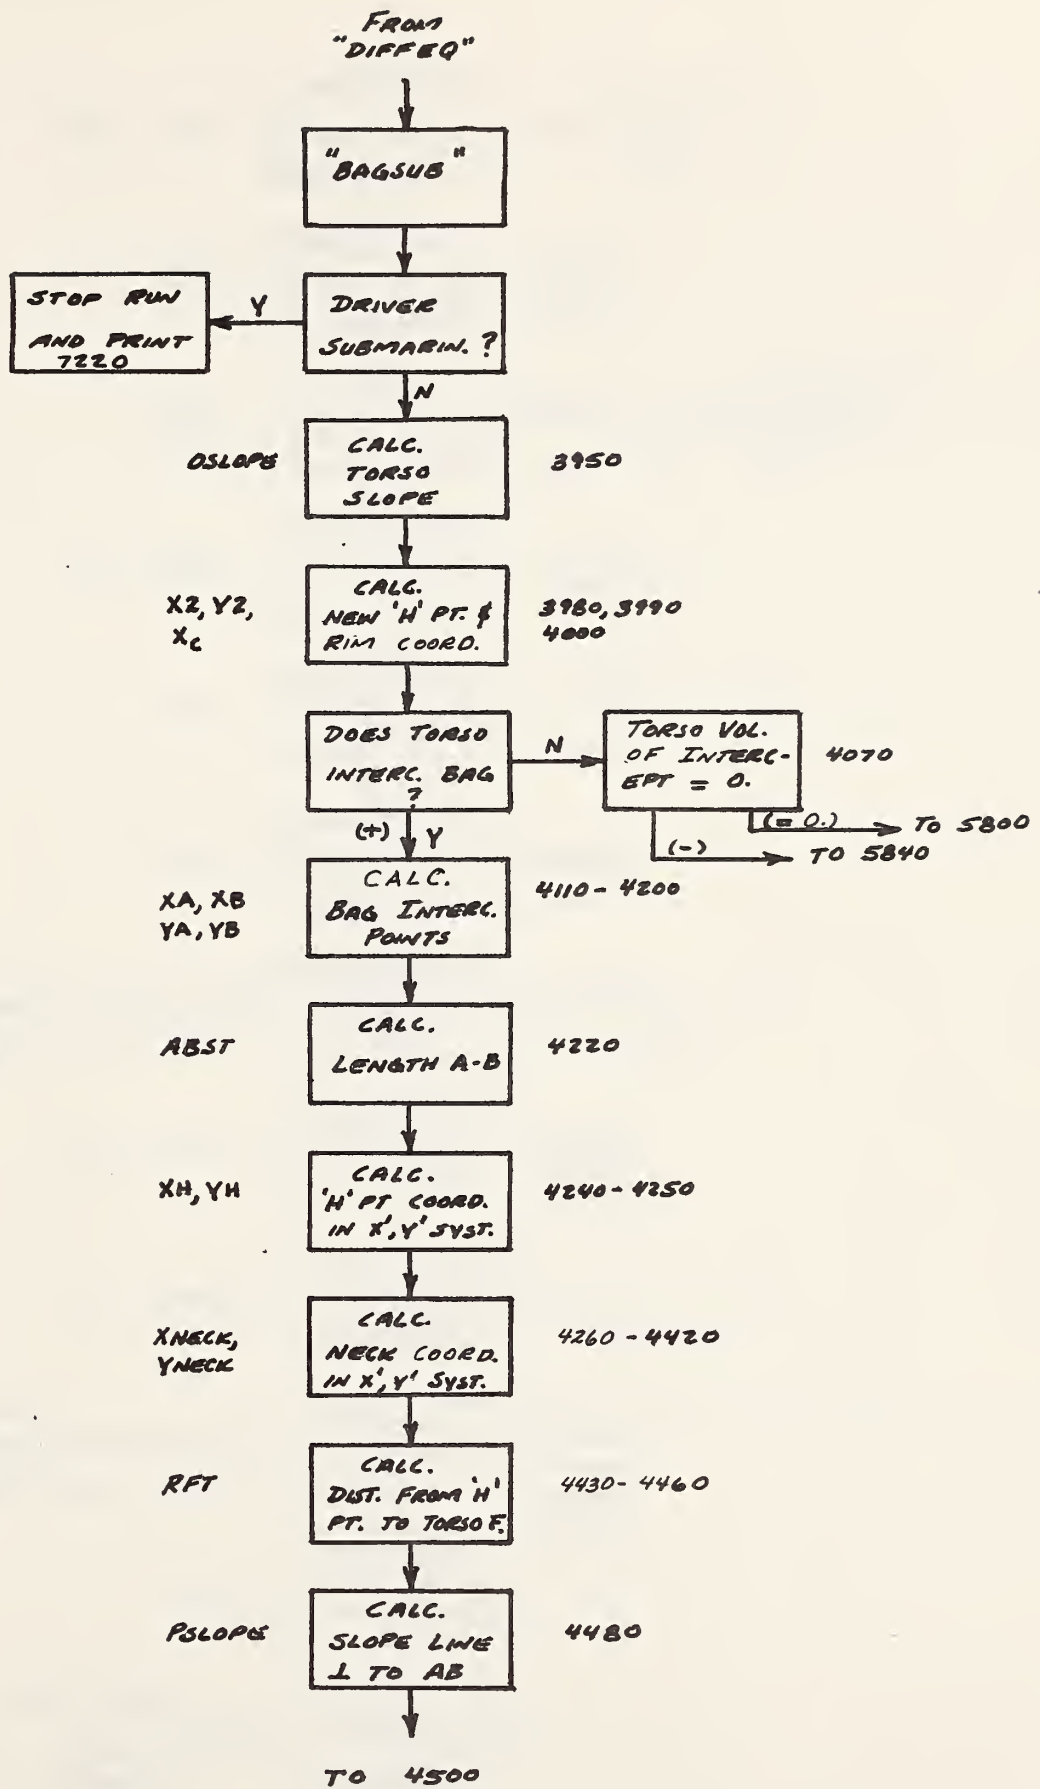 FROM
"DIFFEQ"
"BAGSUB"
STOP RUN
AND PRINT
7220
Y
DRIVER
SUBMARIN.?
N
OSLOPE
CALC.
TORSO
SLOPE
3950
X2, Y2,
Xc
CALC.
NEW 'H' PT. &
RIM COORD.
3980, 3990
4000
DOES TORSO
INTERC. BAG
?
N
TORSO VOL.
OF INTERC-
EPT = 0.
4070
(= 0.)
TO 5800
(-)
TO 5840
(+)
Y
XA, XB
YA, YB
CALC.
BAG INTERC.
POINTS
4110 - 4200
ABST
CALC.
LENGTH A-B
4220
XH, YH
CALC.
'H' PT COORD.
IN X', Y' SYST.
4240 - 4250
XNECK,
YNECK
CALC.
NECK COORD.
IN X', Y' SYST.
4260 - 4420
RFT
CALC.
DIST. FROM 'H'
PT. TO TORSO F.
4430 - 4460
PSLOPE
CALC.
SLOPE LINE
⊥ TO AB
4480
TO 4500